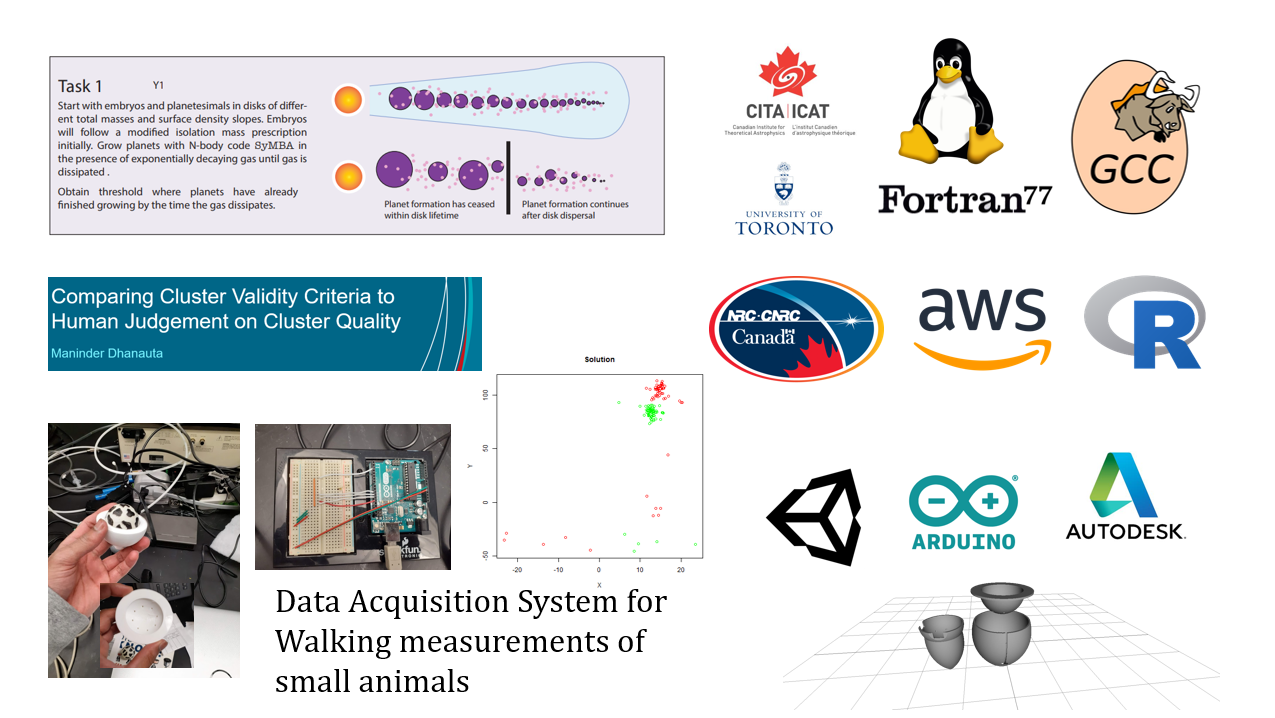 Task 1
Y1
Start with embryos and planetesimals in disks of differ-
ent total masses and surface density slopes. Embryos
will follow a modified isolation mass prescription
initially. Grow planets with N-body code SyMBA in
the presence of exponentially decaying gas until gas is
dissipated .
Obtain threshold where planets have already
finished growing by the time the gas dissipates.
Planet formation has ceased
within disk lifetime
Planet formation continues
after disk dispersal
CITA ICAT
Canadian Institute for
Theoretical Astrophysics
L'institut Canadien
d'astrophysique théorique
UNIVERSITY OF
TORONTO
Fortran77
GCC
Comparing Cluster Validity Criteria to
Human Judgement on Cluster Quality
Maninder Dhanauta
NRC·CNRC
Canada
aws
R
Solution
100
50
0
-50
Y
-20
-10
0
10
20
X
ARDUINO
®
AUTODESK.
Data Acquisition System for
Walking measurements of
small animals